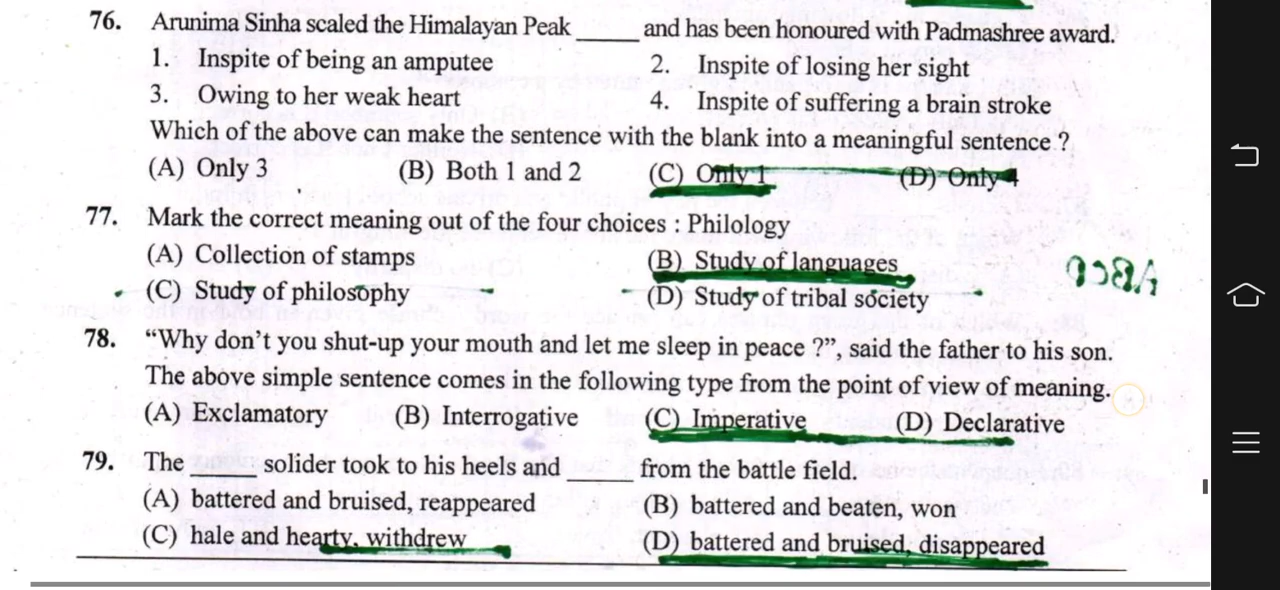 76. Arunima Sinha scaled the Himalayan Peak _____ and has been honoured with Padmashree award.
1. Inspite of being an amputee 2. Inspite of losing her sight
3. Owing to her weak heart 4. Inspite of suffering a brain stroke
Which of the above can make the sentence with the blank into a meaningful sentence ?
(A) Only 3 (B) Both 1 and 2 (C) Only 1 (D) Only 4
77. Mark the correct meaning out of the four choices : Philology
(A) Collection of stamps (B) Study of languages
(C) Study of philosophy (D) Study of tribal society
78. “Why don’t you shut-up your mouth and let me sleep in peace ?”, said the father to his son.
The above simple sentence comes in the following type from the point of view of meaning.
(A) Exclamatory (B) Interrogative (C) Imperative (D) Declarative
79. The _____ solider took to his heels and _____ from the battle field.
(A) battered and bruised, reappeared (B) battered and beaten, won
(C) hale and hearty, withdrew (D) battered and bruised, disappeared